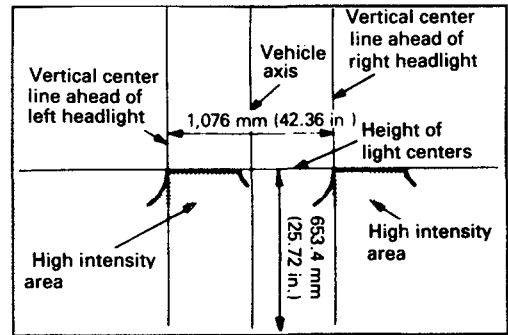 Vertical center
line ahead of
right headlight
Vehicle
axis
Vertical center
line ahead of
left headlight
1,076 mm (42.36 in )
Height of
light centers
653.4 mm
(25.72 in.)
High intensity
area
High intensity
area